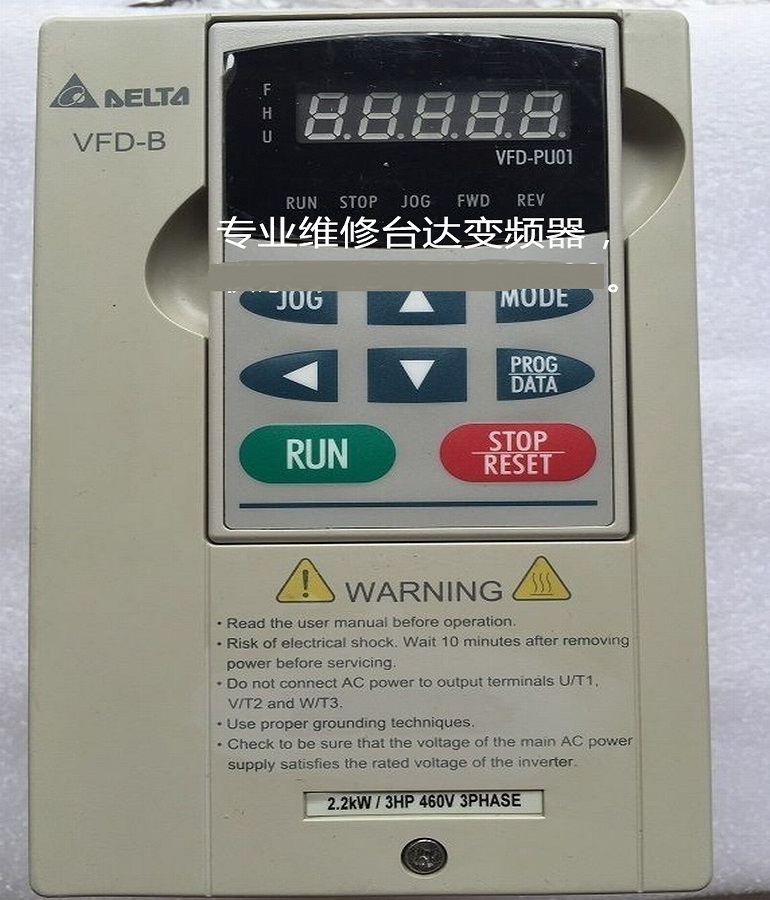 DELTA
VFD-B
F
H
U
88888
VFD-PU01
RUN STOP JOG FWD REV
专业维修台达变频器，
JOG MODE
PROG
DATA
RUN
STOP
RESET
WARNING
• Read the user manual before operation.
• Risk of electrical shock. Wait 10 minutes after removing
power before servicing.
• Do not connect AC power to output terminals U/T1,
V/T2 and W/T3.
• Use proper grounding techniques.
• Check to be sure that the voltage of the main AC power
supply satisfies the rated voltage of the inverter.
2.2kW / 3HP 460V 3PHASE